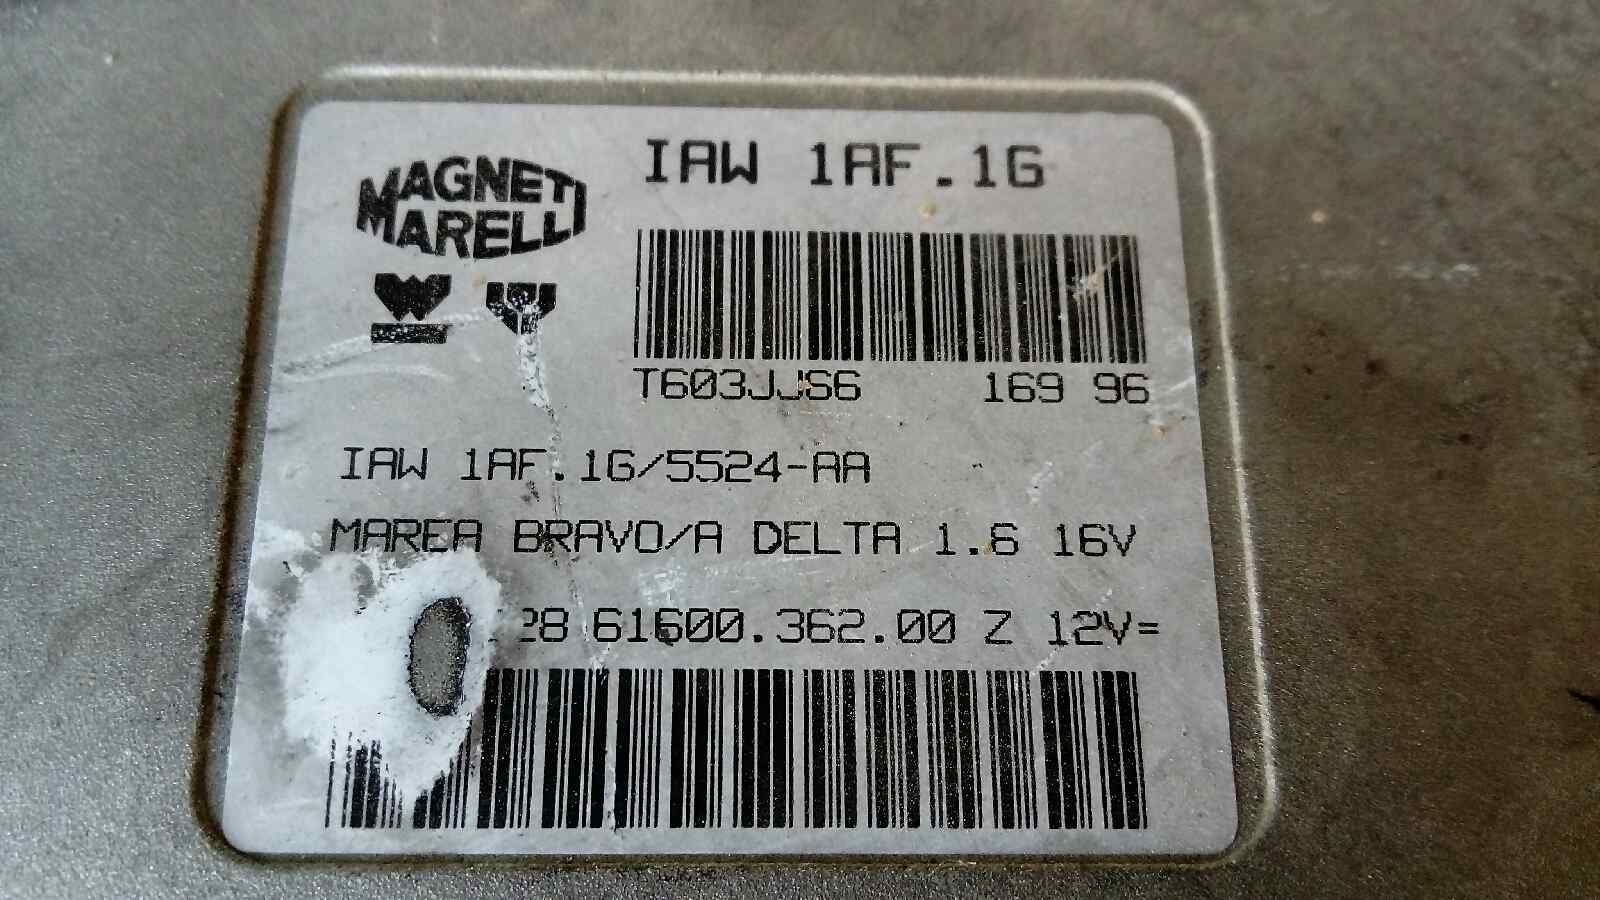 IAW 1AF.1G
MAGNETI
MARELLI
T603JJS6 169 96
IAW 1AF.1G/5524-AA
MAREA BRAVO/A DELTA 1.6 16V
28 61600.362.00 Z 12V=